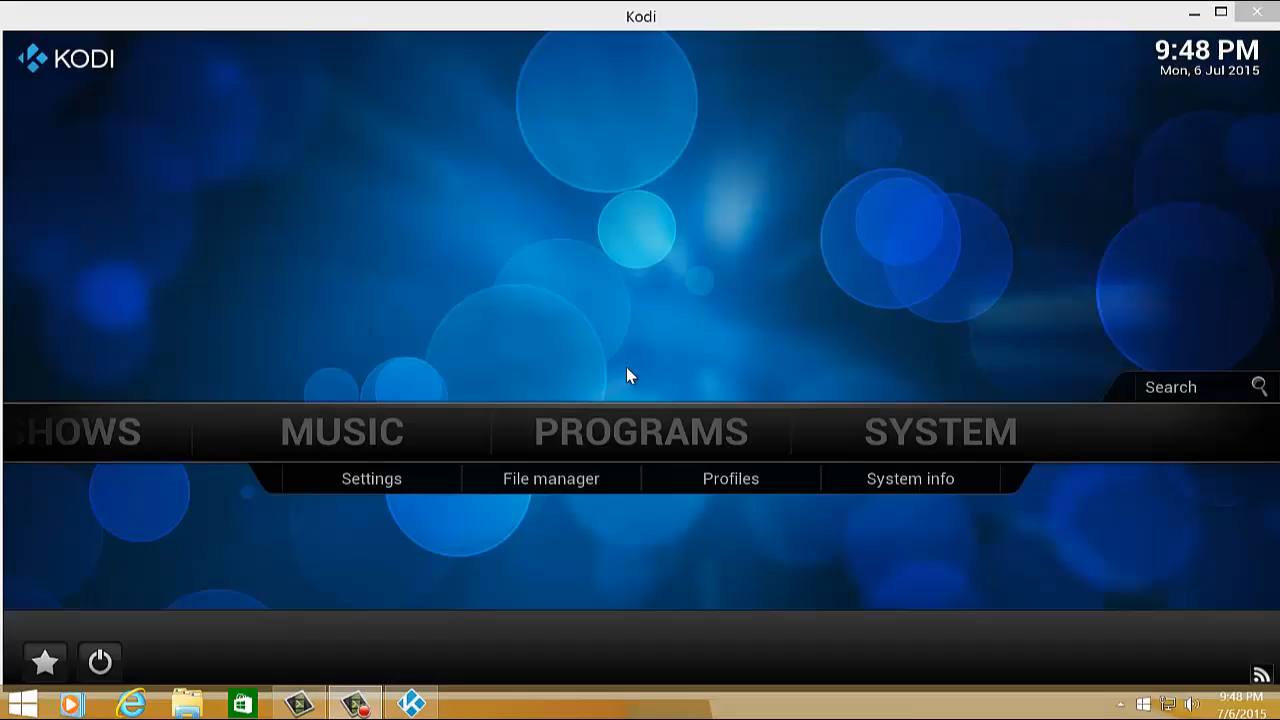 Kodi
KODI
9:48 PM
Mon, 6 Jul 2015
Search
HOWS MUSIC PROGRAMS SYSTEM
Settings File manager Profiles System info
9:48 PM
7/6/2015